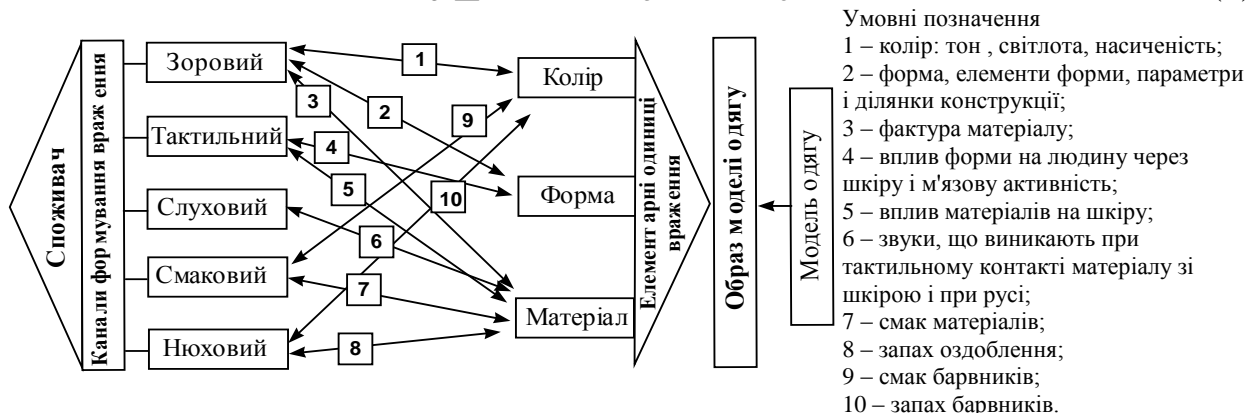 Споживач
Канали формування враження
Зоровий
Тактильний
Слуховий
Смаковий
Нюховий
1
2
3
4
5
6
7
8
9
10
Колір
Форма
Матеріал
Елементарні одиниці
враження
Образ моделі одягу
Модель одягу
Умовні позначення
1 – колір: тон , світлота, насиченість;
2 – форма, елементи форми, параметри
і ділянки конструкції;
3 – фактура матеріалу;
4 – вплив форми на людину через
шкіру і м'язову активність;
5 – вплив матеріалів на шкіру;
6 – звуки, що виникають при
тактильному контакті матеріалу зі
шкірою і при русі;
7 – смак матеріалів;
8 – запах оздоблення;
9 – смак барвників;
10 – запах барвників.